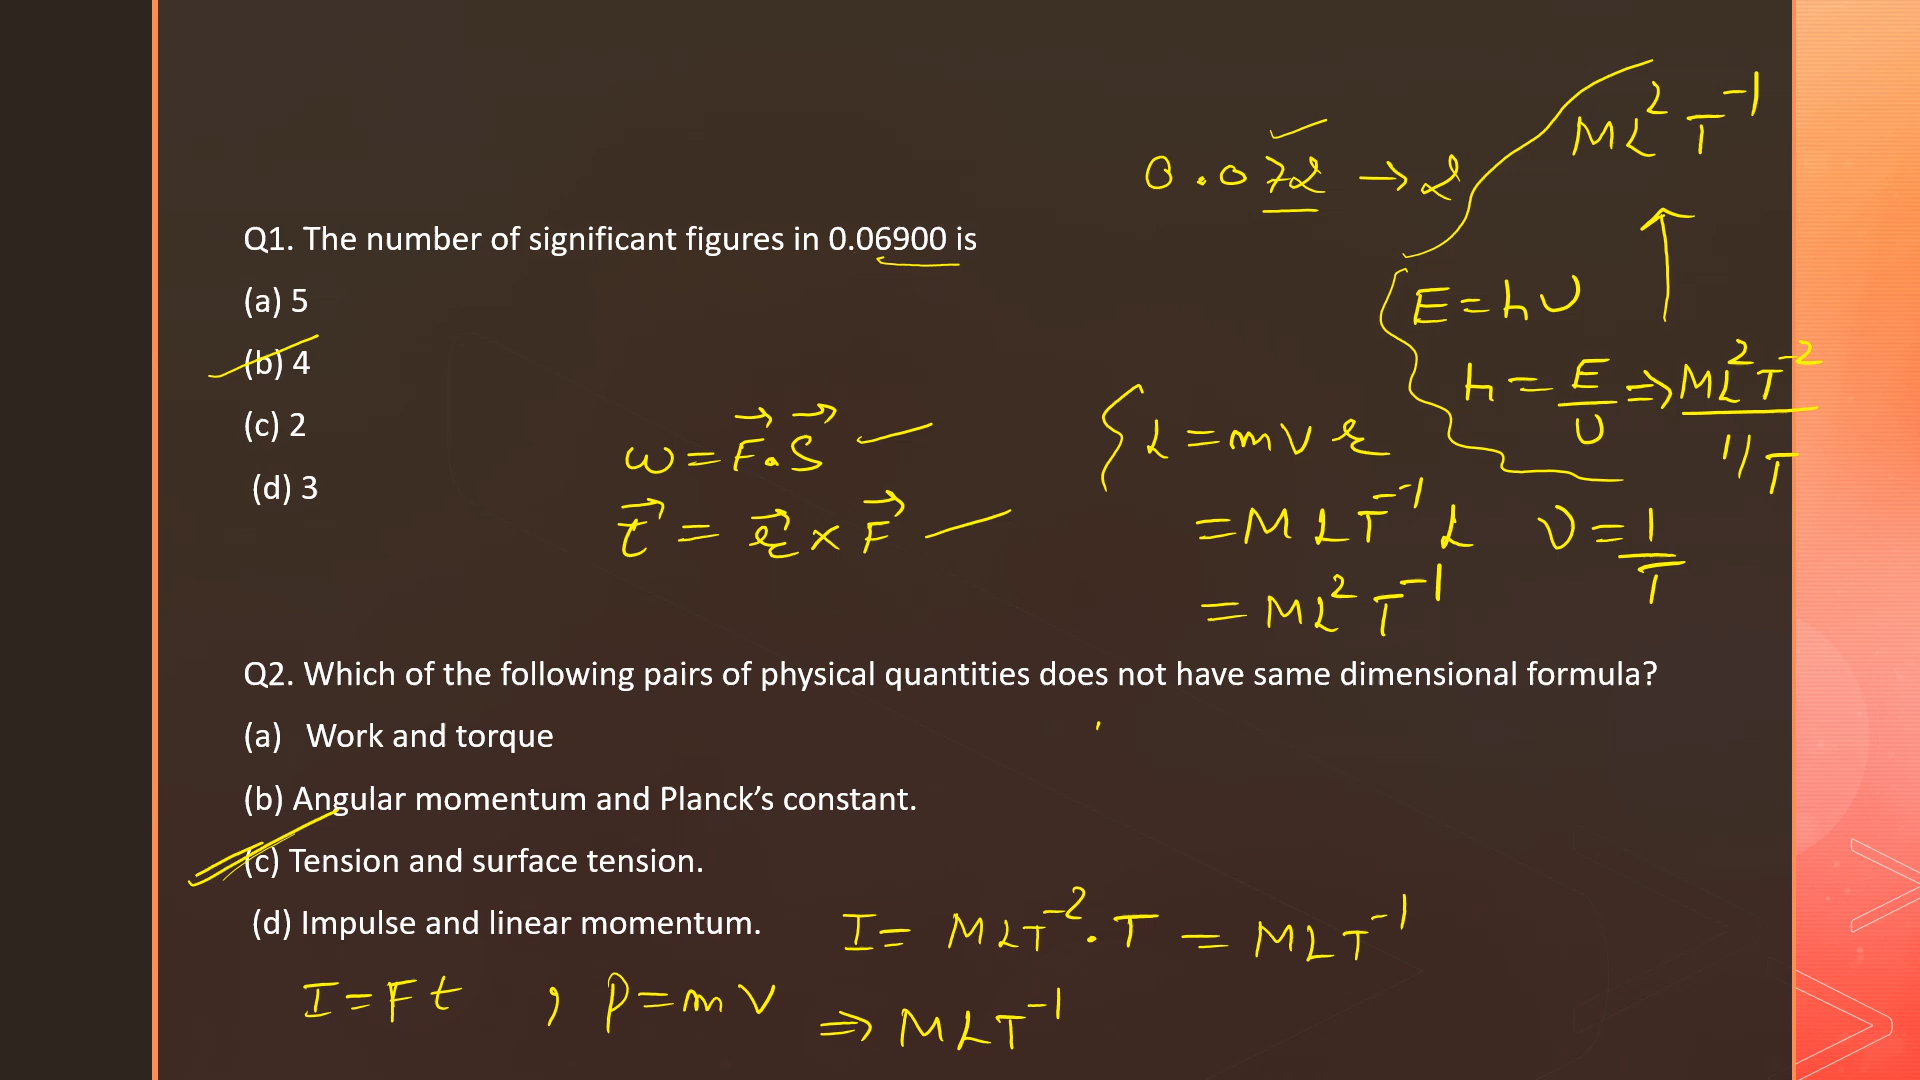 ML² T⁻¹
0.072 → 2
Q1. The number of significant figures in 0.06900 is
(a) 5
(b) 4
(c) 2
(d) 3
E = hν
h = E/ν ⇒ ML²T⁻²
1/T
ω = F⃗.S⃗
τ⃗ = r⃗ × F⃗
L = mvr
= MLT⁻¹ L
= ML² T⁻¹
ν = 1/T
Q2. Which of the following pairs of physical quantities does not have same dimensional formula?
(a) Work and torque
(b) Angular momentum and Planck’s constant.
(c) Tension and surface tension.
(d) Impulse and linear momentum.
I = MLT⁻².T = MLT⁻¹
I = Ft , p = mv ⇒ MLT⁻¹